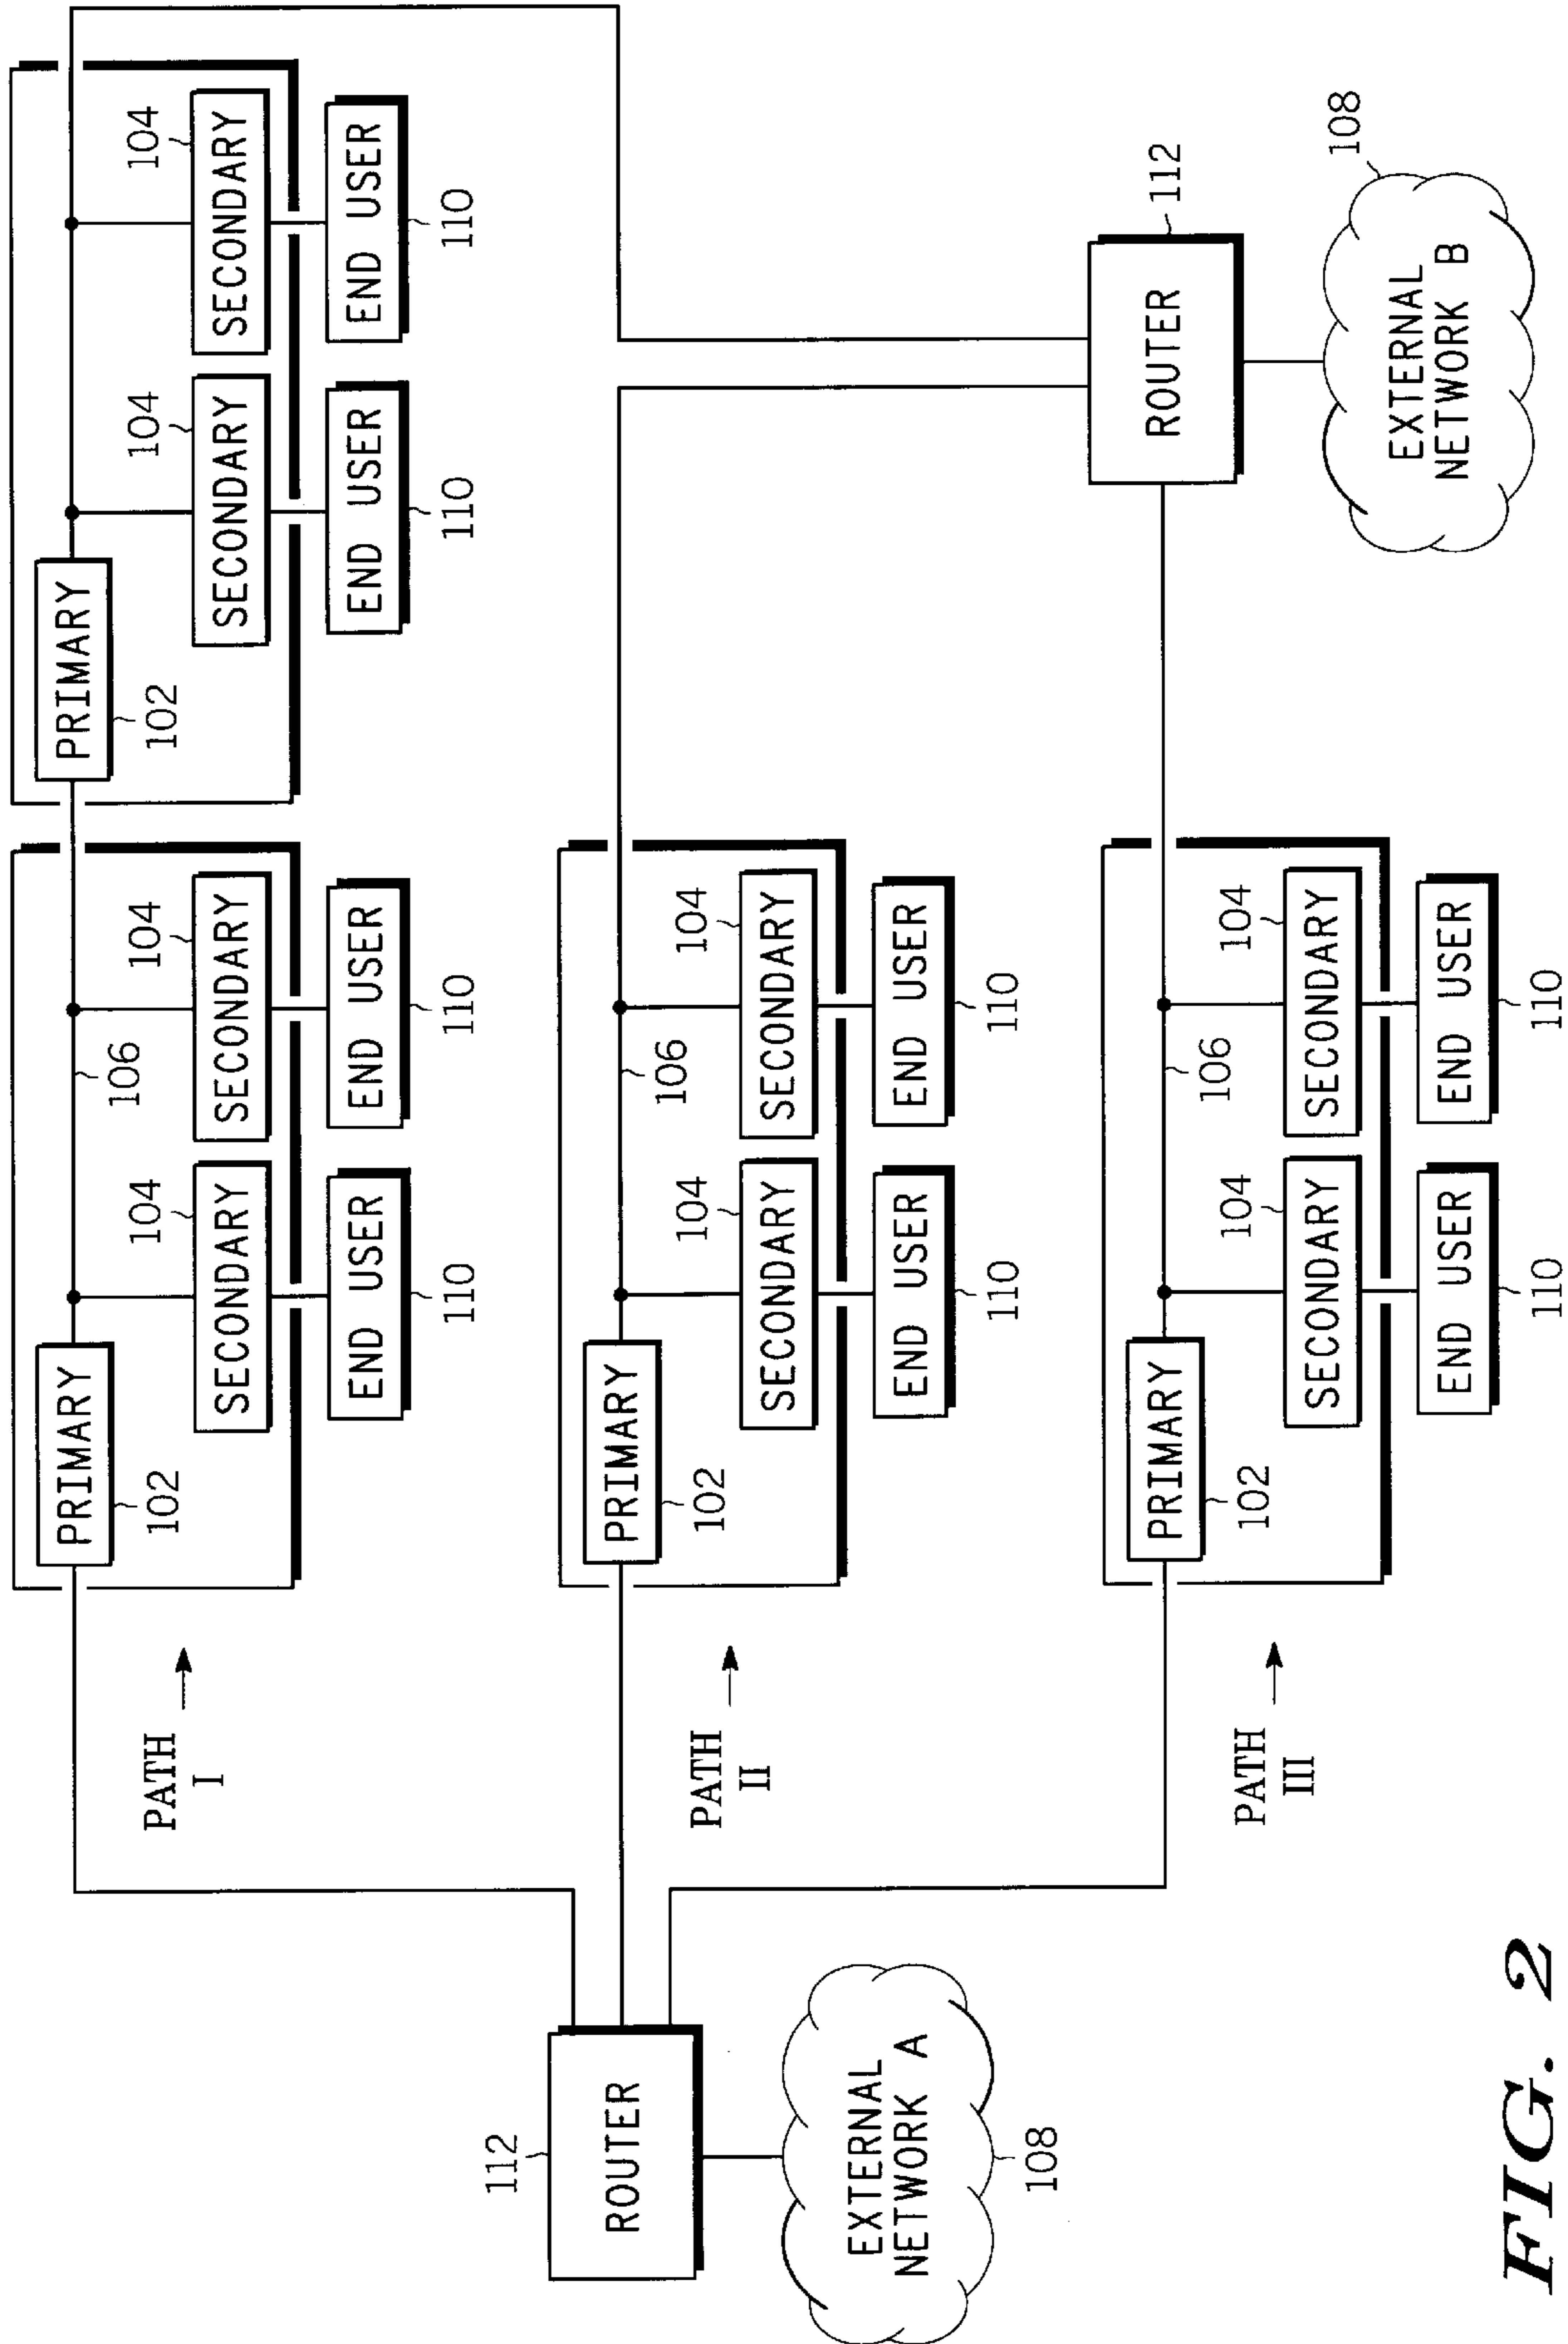 104
104
PRIMARY
SECONDARY
SECONDARY
102
END USER
END USER
110
110
104
104
PRIMARY
106
SECONDARY
SECONDARY
102
END USER
END USER
110
110
PATH
I
104
104
PRIMARY
106
SECONDARY
SECONDARY
102
END USER
END USER
110
110
PATH
II
104
104
PRIMARY
106
SECONDARY
SECONDARY
102
END USER
END USER
110
110
PATH
III
112
ROUTER
EXTERNAL
NETWORK A
108
112
ROUTER
108
EXTERNAL
NETWORK B
FIG. 2